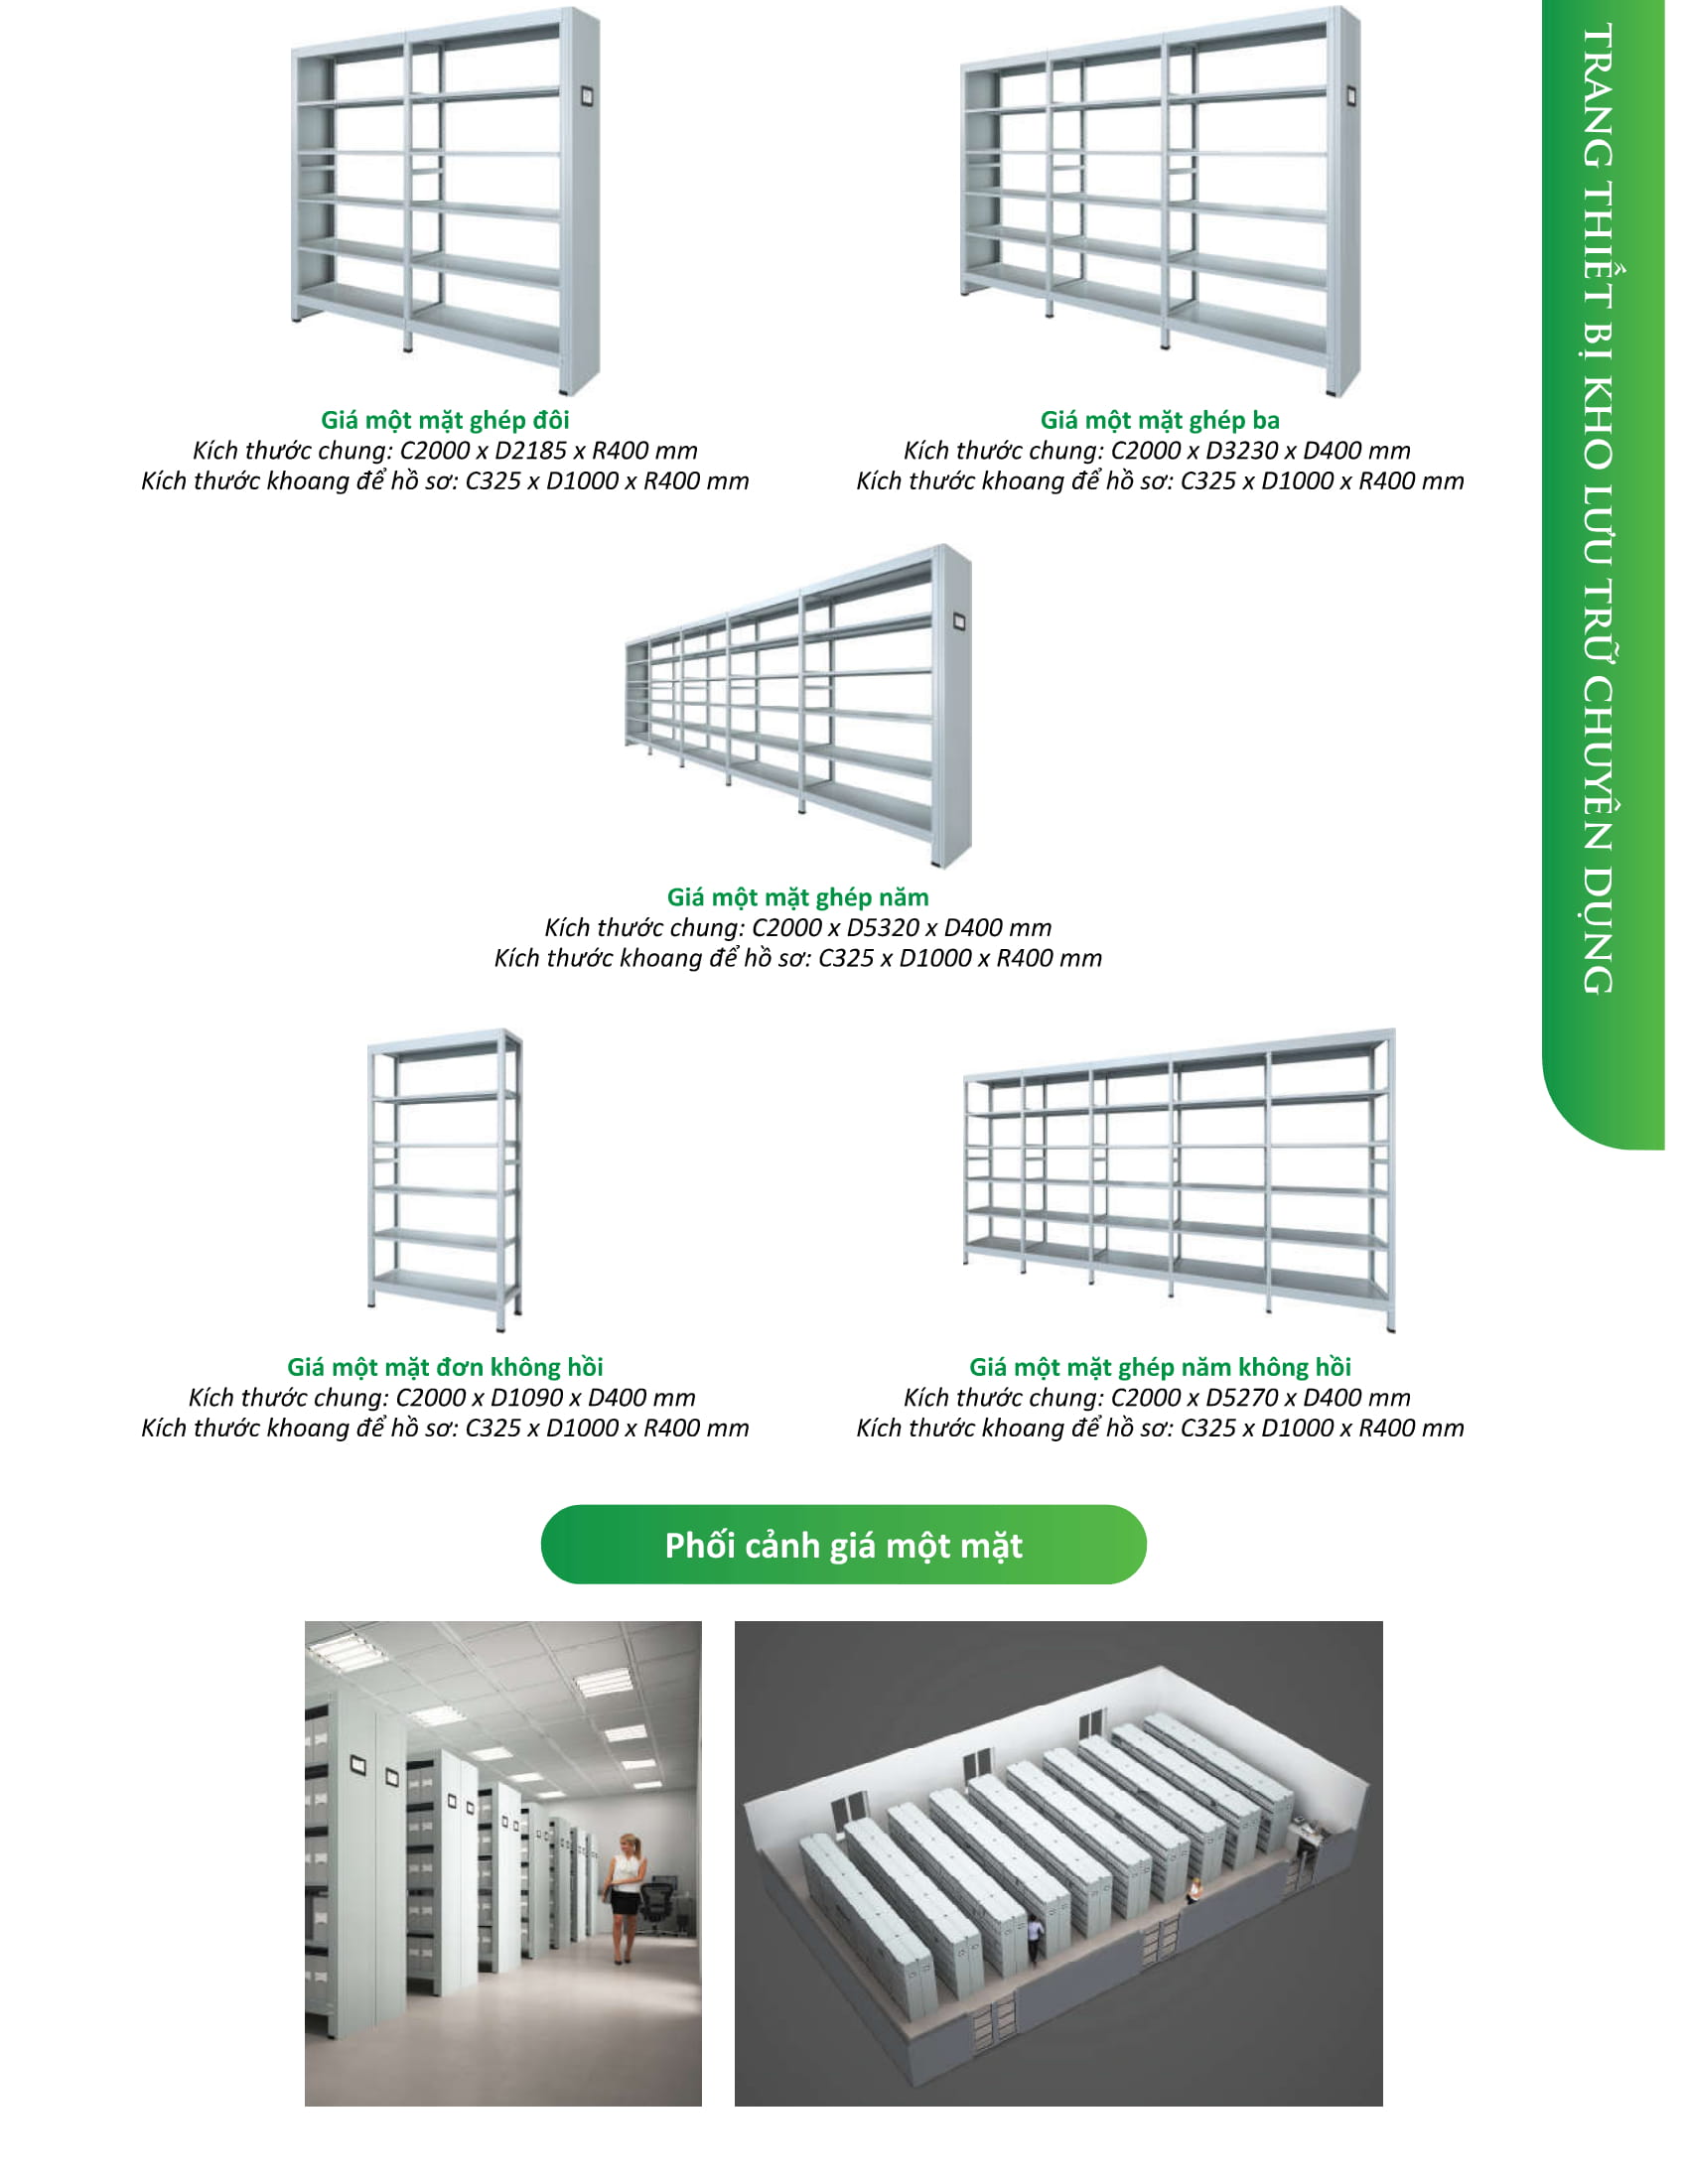 Giá một mặt ghép đôi
Kích thước chung: C2000 x D2185 x R400 mm
Kích thước khoang để hồ sơ: C325 x D1000 x R400 mm
Giá một mặt ghép ba
Kích thước chung: C2000 x D3230 x D400 mm
Kích thước khoang để hồ sơ: C325 x D1000 x R400 mm
Giá một mặt ghép năm
Kích thước chung: C2000 x D5320 x D400 mm
Kích thước khoang để hồ sơ: C325 x D1000 x R400 mm
Giá một mặt đơn không hồi
Kích thước chung: C2000 x D1090 x D400 mm
Kích thước khoang để hồ sơ: C325 x D1000 x R400 mm
Giá một mặt ghép năm không hồi
Kích thước chung: C2000 x D5270 x D400 mm
Kích thước khoang để hồ sơ: C325 x D1000 x R400 mm
Phối cảnh giá một mặt
TRANG THIẾT BỊ KHO LƯU TRỮ CHUYÊN DỤNG